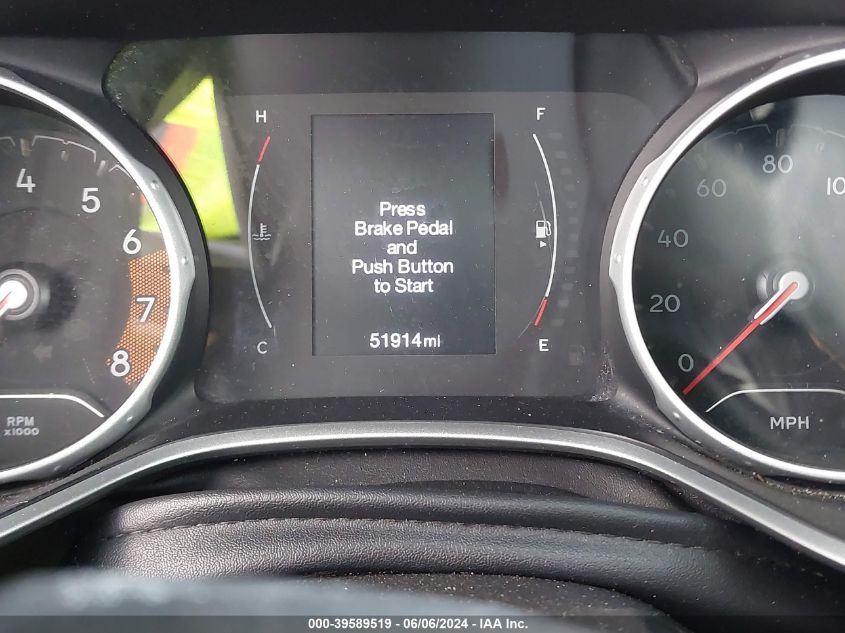 H
F
4
5
6
7
8
RPM
x1000
C
E
Press
Brake Pedal
and
Push Button
to Start
51914mi
0
20
40
60
80
MPH
000-39589519 - 06/06/2024 - IAA Inc.